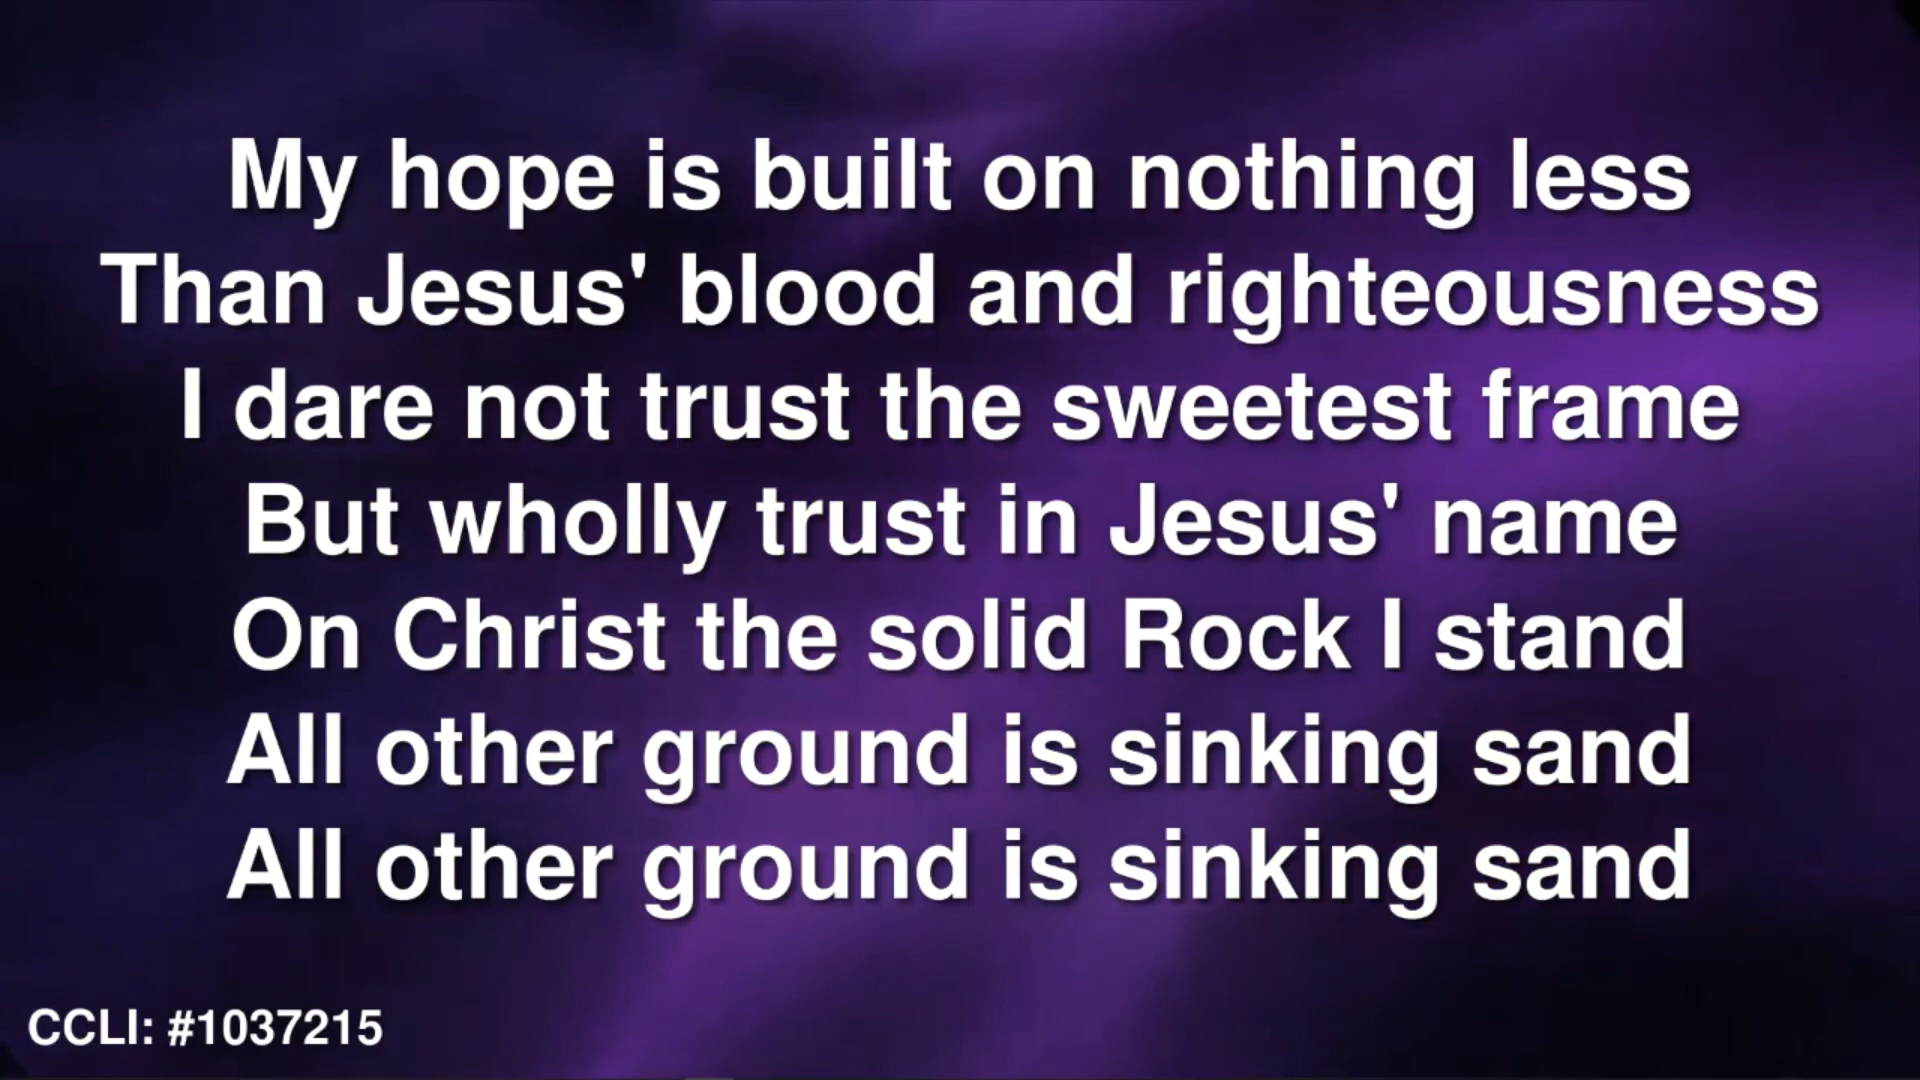 My hope is built on nothing less
Than Jesus' blood and righteousness
I dare not trust the sweetest frame
But wholly trust in Jesus' name
On Christ the solid Rock I stand
All other ground is sinking sand
All other ground is sinking sand
CCLI: #1037215